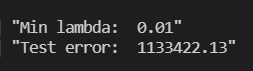 "Min lambda:  0.01"
"Test error:  1133422.13"